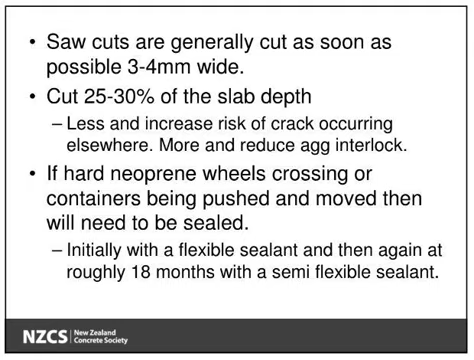 • Saw cuts are generally cut as soon as
possible 3-4mm wide.
• Cut 25-30% of the slab depth
– Less and increase risk of crack occurring
elsewhere. More and reduce agg interlock.
• If hard neoprene wheels crossing or
containers being pushed and moved then
will need to be sealed.
– Initially with a flexible sealant and then again at
roughly 18 months with a semi flexible sealant.
NZCS New Zealand
Concrete Society